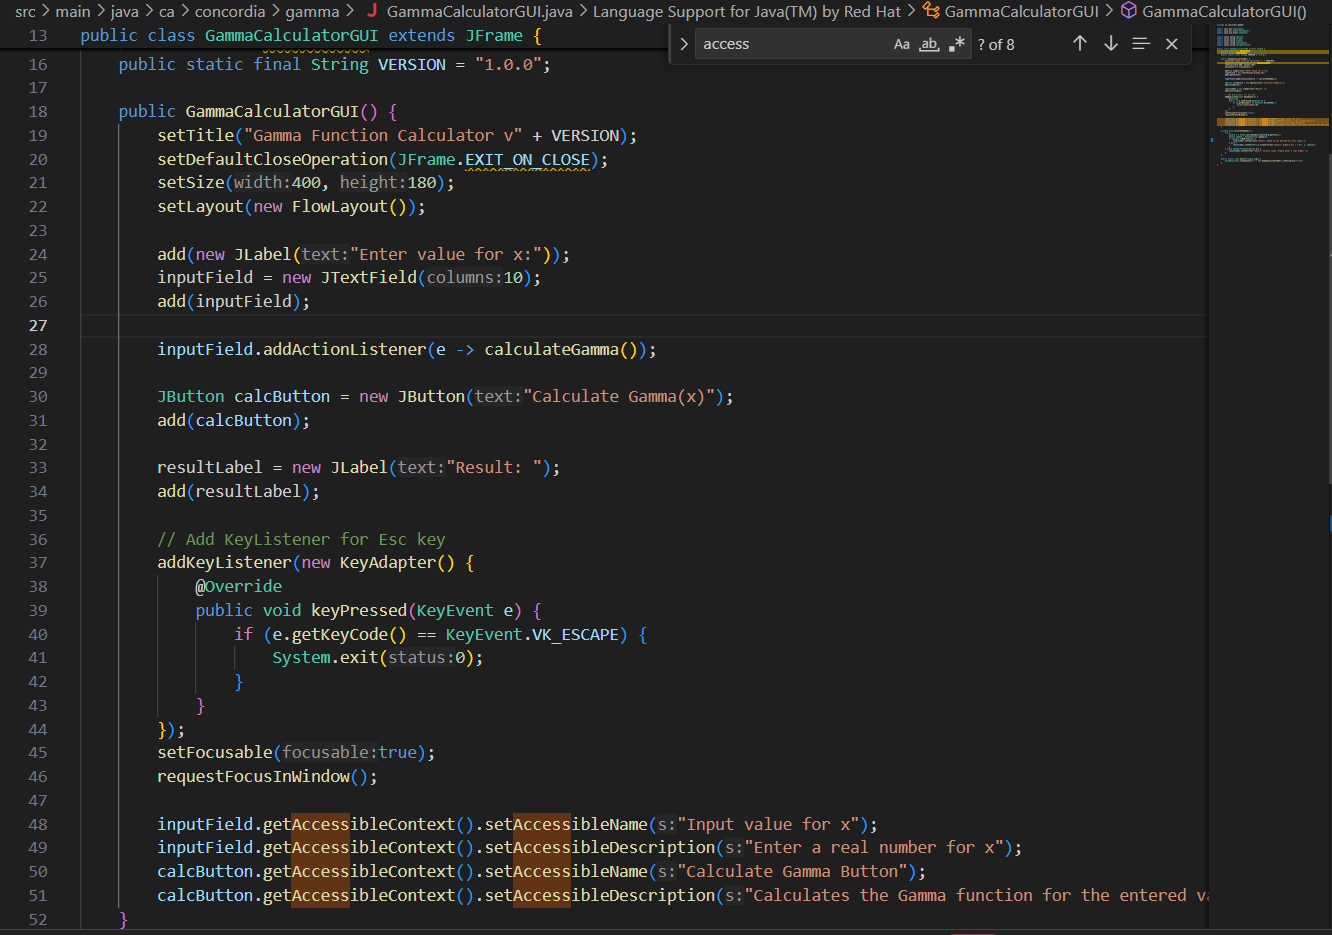 src > main > java > ca > concordia > gamma > J GammaCalculatorGUI.java > Language Support for Java(TM) by Red Hat > GammaCalculatorGUI > GammaCalculatorGUI()
13 public class GammaCalculatorGUI extends JFrame {
access Aa ab .* ? of 8
16 public static final String VERSION = "1.0.0";
17
18 public GammaCalculatorGUI() {
19 setTitle("Gamma Function Calculator v" + VERSION);
20 setDefaultCloseOperation(JFrame.EXIT_ON_CLOSE);
21 setSize(width:400, height:180);
22 setLayout(new FlowLayout());
23
24 add(new JLabel(text:"Enter value for x:"));
25 inputField = new JTextField(columns:10);
26 add(inputField);
27
28 inputField.addActionListener(e -> calculateGamma());
29
30 JButton calcButton = new JButton(text:"Calculate Gamma(x)");
31 add(calcButton);
32
33 resultLabel = new JLabel(text:"Result: ");
34 add(resultLabel);
35
36 // Add KeyListener for Esc key
37 addKeyListener(new KeyAdapter() {
38 @Override
39 public void keyPressed(KeyEvent e) {
40 if (e.getKeyCode() == KeyEvent.VK_ESCAPE) {
41 System.exit(status:0);
42 }
43 }
44 });
45 setFocusable(focusable:true);
46 requestFocusInWindow();
47
48 inputField.getAccessibleContext().setAccessibleName(s:"Input value for x");
49 inputField.getAccessibleContext().setAccessibleDescription(s:"Enter a real number for x");
50 calcButton.getAccessibleContext().setAccessibleName(s:"Calculate Gamma Button");
51 calcButton.getAccessibleContext().setAccessibleDescription(s:"Calculates the Gamma function for the entered va
52 }